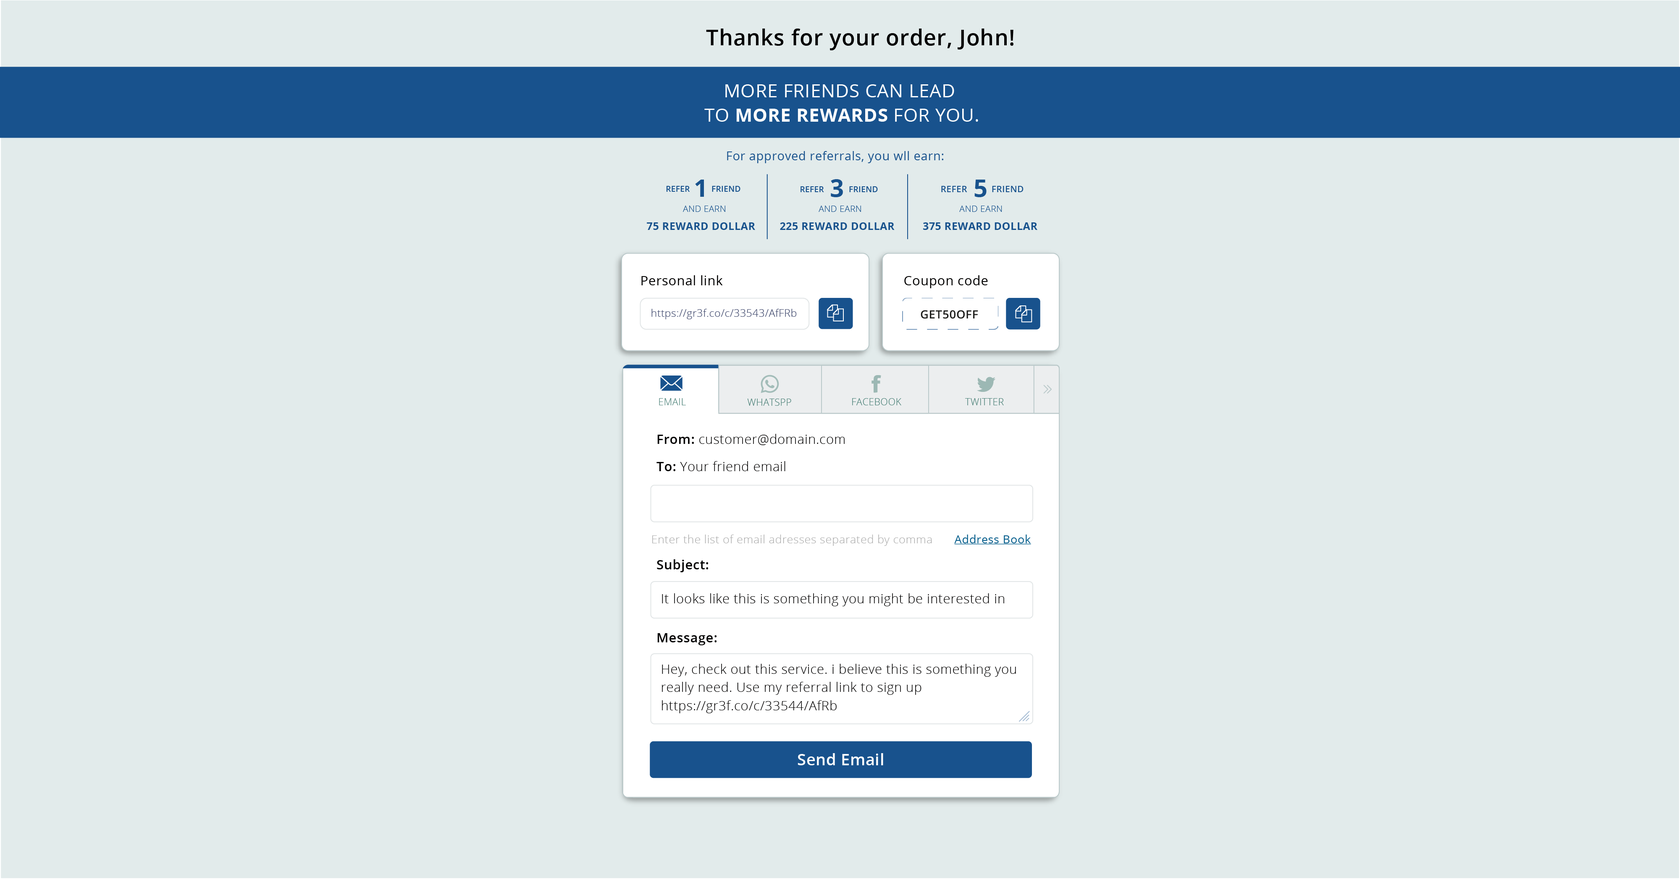 Thanks for your order, John!
MORE FRIENDS CAN LEAD
TO MORE REWARDS FOR YOU.
For approved referrals, you wll earn:
REFER 1 FRIEND
AND EARN
75 REWARD DOLLAR
REFER 3 FRIEND
AND EARN
225 REWARD DOLLAR
REFER 5 FRIEND
AND EARN
375 REWARD DOLLAR
Personal link
https://gr3f.co/c/33543/AfFRb
Coupon code
GET50OFF
EMAIL
WHATSPP
FACEBOOK
TWITTER
»
From: customer@domain.com
To: Your friend email
Enter the list of email adresses separated by comma
Address Book
Subject:
It looks like this is something you might be interested in
Message:
Hey, check out this service. i believe this is something you
really need. Use my referral link to sign up
https://gr3f.co/c/33544/AfRb
Send Email